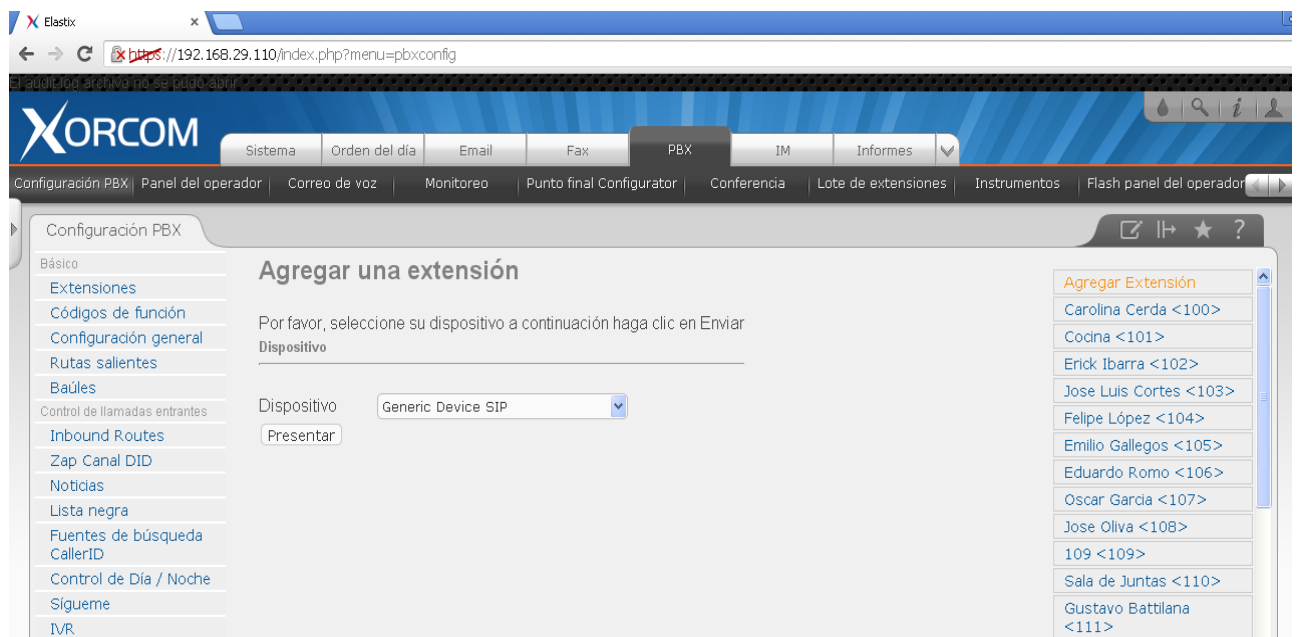 Elastix
https://192.168.29.110/index.php?menu=pbxconfig
El audit log archivo no se pudo abrir
XORCOM
Sistema
Orden del día
Email
Fax
PBX
IM
Informes
Configuración PBX
Panel del operador
Correo de voz
Monitoreo
Punto final Configurator
Conferencia
Lote de extensiones
Instrumentos
Flash panel del operador
Configuración PBX
Básico
Extensiones
Códigos de función
Configuración general
Rutas salientes
Baúles
Control de llamadas entrantes
Inbound Routes
Zap Canal DID
Noticias
Lista negra
Fuentes de búsqueda
CallerID
Control de Día / Noche
Sígueme
IVR
Agregar una extensión
Por favor, seleccione su dispositivo a continuación haga clic en Enviar
Dispositivo
Dispositivo
Generic Device SIP
Presentar
Agregar Extensión
Carolina Cerda <100>
Cocina <101>
Erick Ibarra <102>
Jose Luis Cortes <103>
Felipe López <104>
Emilio Gallegos <105>
Eduardo Romo <106>
Oscar Garcia <107>
Jose Oliva <108>
109 <109>
Sala de Juntas <110>
Gustavo Battilana
<111>